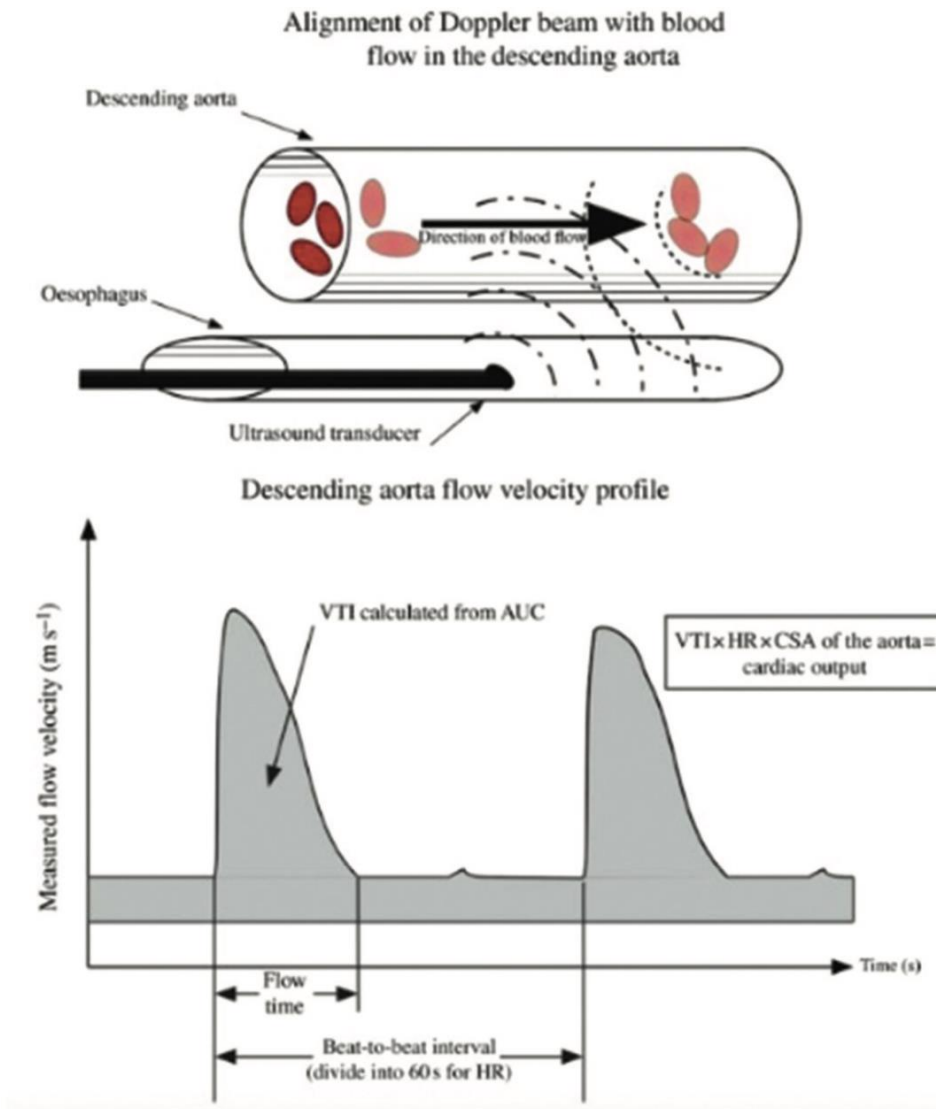 Alignment of Doppler beam with blood
flow in the descending aorta
Descending aorta
Direction of blood flow
Oesophagus
Ultrasound transducer
Descending aorta flow velocity profile
Measured flow velocity (m s⁻¹)
VTI calculated from AUC
VTI×HR×CSA of the aorta=
cardiac output
Time (s)
Flow
time
Beat-to-beat interval
(divide into 60 s for HR)